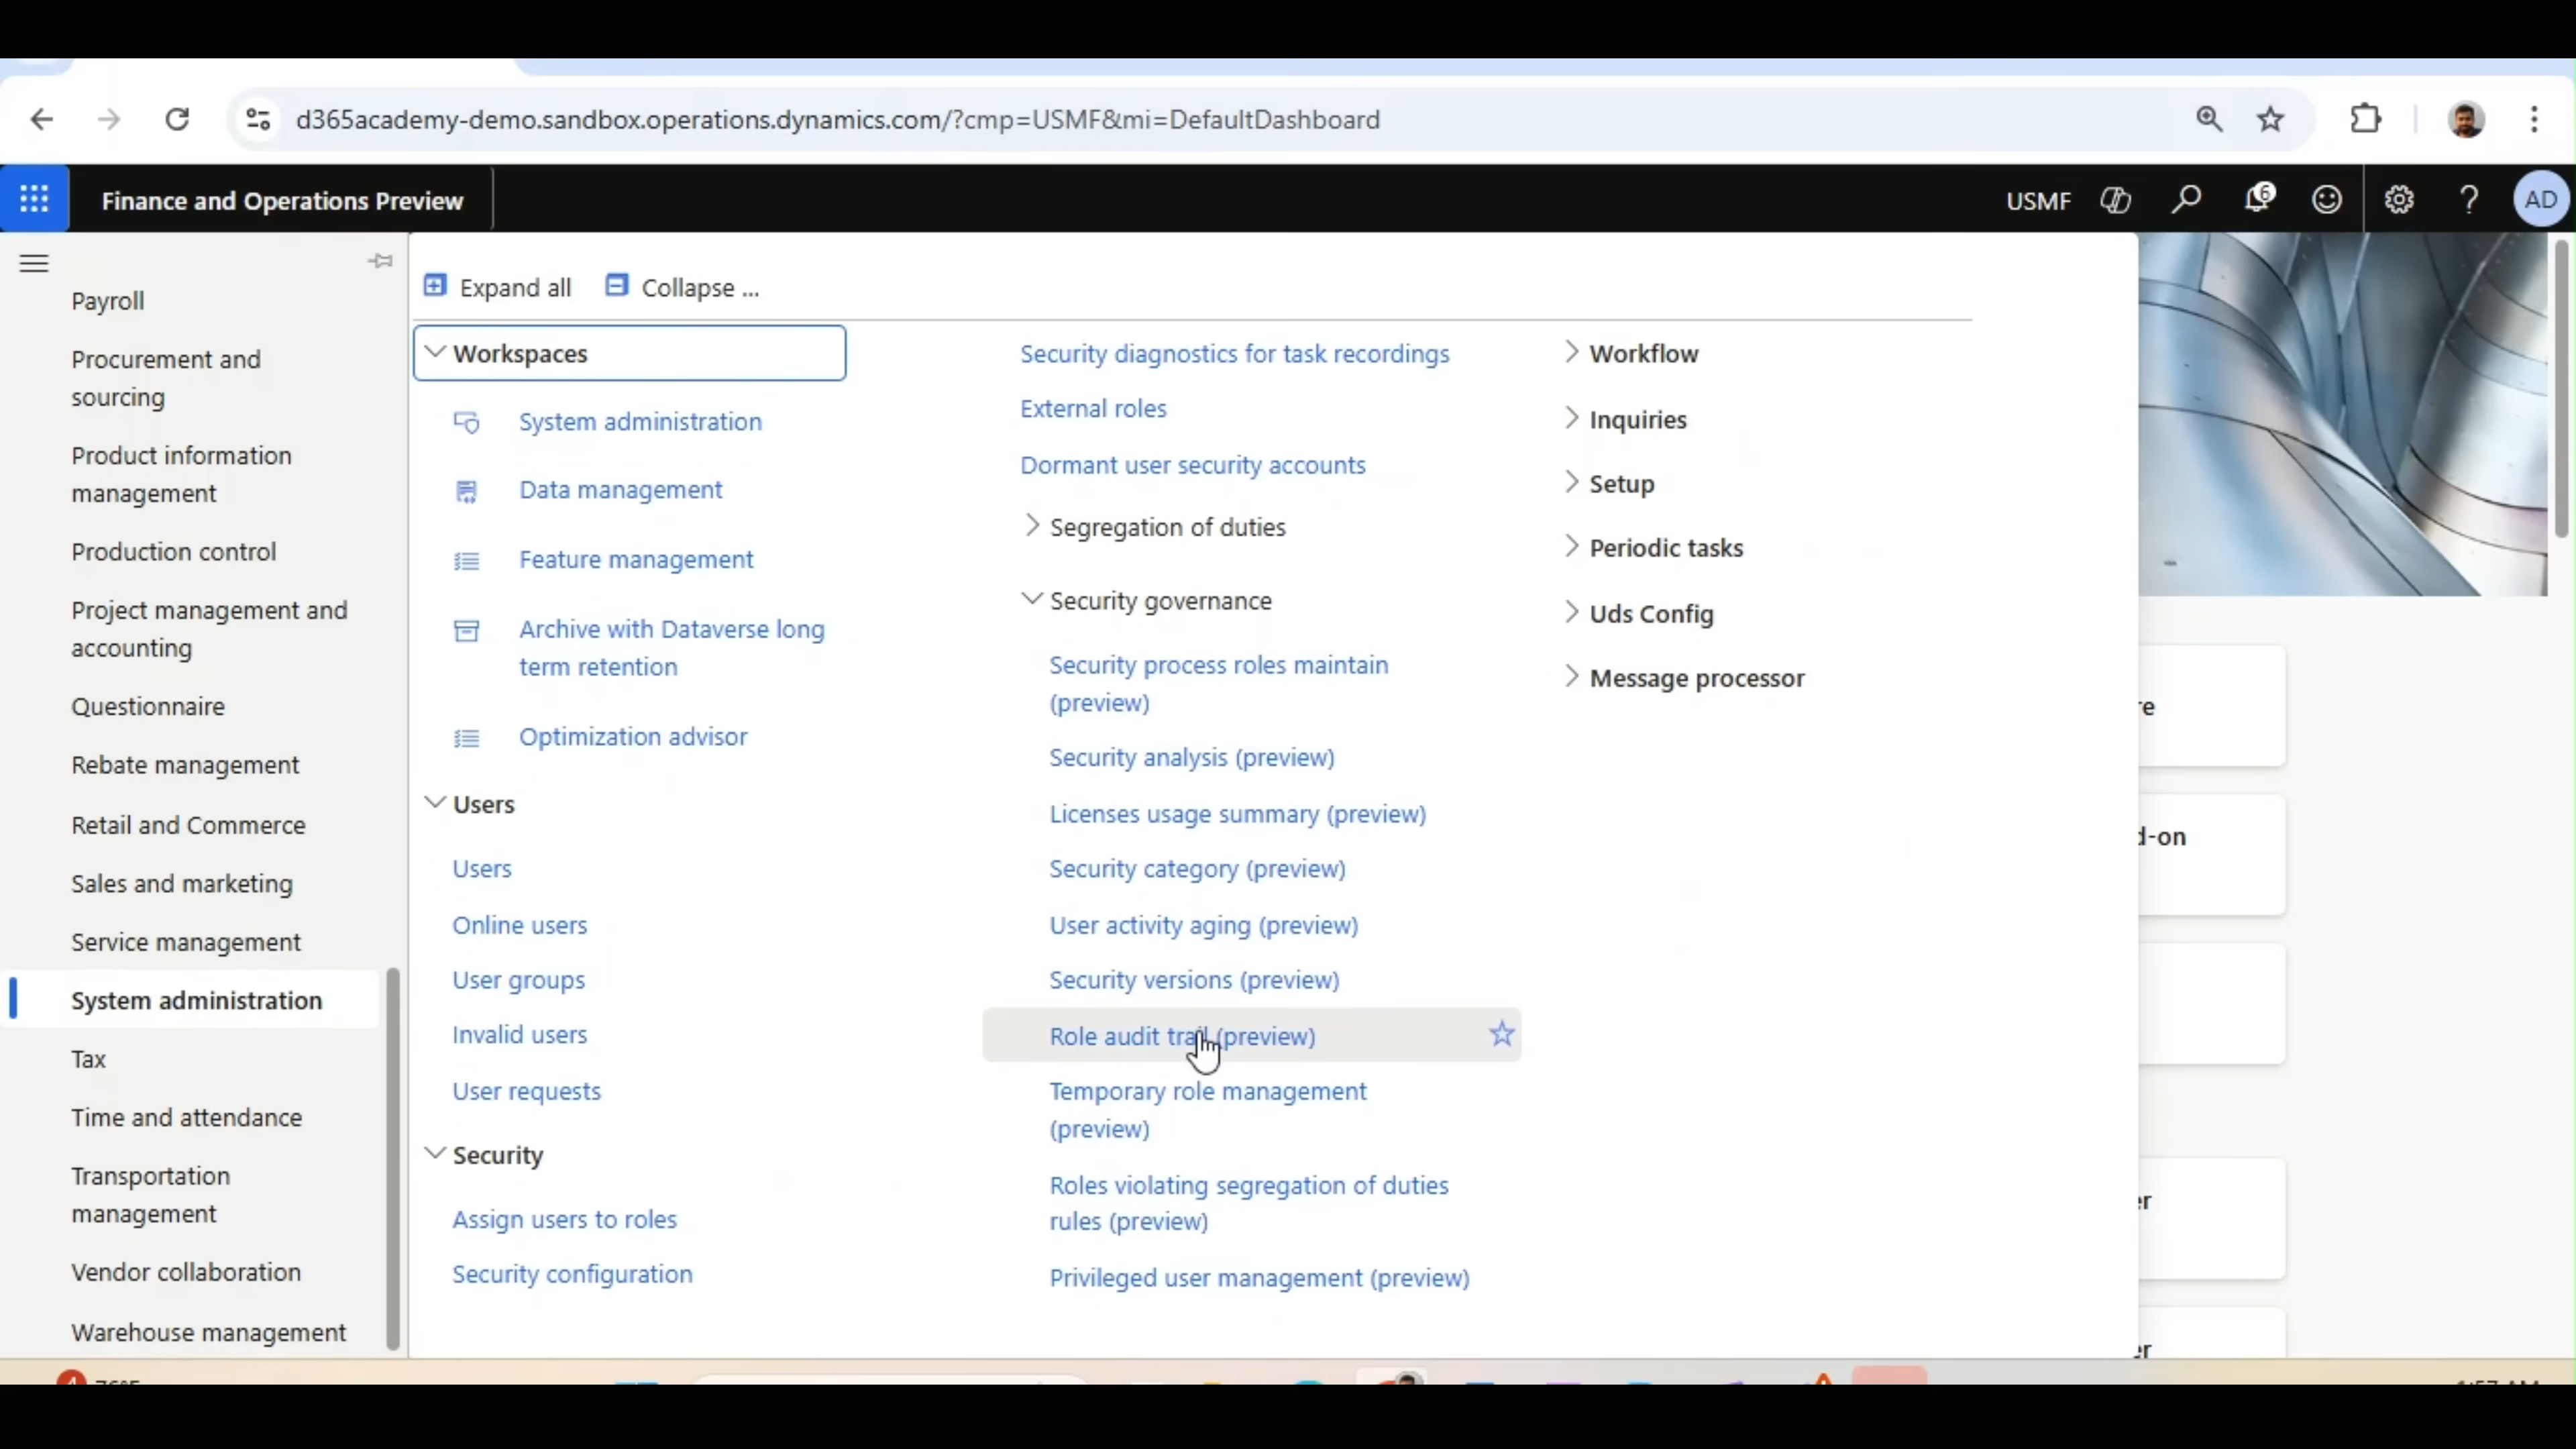 d365academy-demo.sandbox.operations.dynamics.com/?cmp=USMF&mi=DefaultDashboard
Finance and Operations Preview
USMF
6
AD
Payroll
Procurement and
sourcing
Product information
management
Production control
Project management and
accounting
Questionnaire
Rebate management
Retail and Commerce
Sales and marketing
Service management
System administration
Tax
Time and attendance
Transportation
management
Vendor collaboration
Warehouse management
Expand all
Collapse ...
Workspaces
System administration
Data management
Feature management
Archive with Dataverse long
term retention
Optimization advisor
Users
Users
Online users
User groups
Invalid users
User requests
Security
Assign users to roles
Security configuration
Security diagnostics for task recordings
External roles
Dormant user security accounts
Segregation of duties
Security governance
Security process roles maintain
(preview)
Security analysis (preview)
Licenses usage summary (preview)
Security category (preview)
User activity aging (preview)
Security versions (preview)
Role audit trail (preview)
Temporary role management
(preview)
Roles violating segregation of duties
rules (preview)
Privileged user management (preview)
Workflow
Inquiries
Setup
Periodic tasks
Uds Config
Message processor